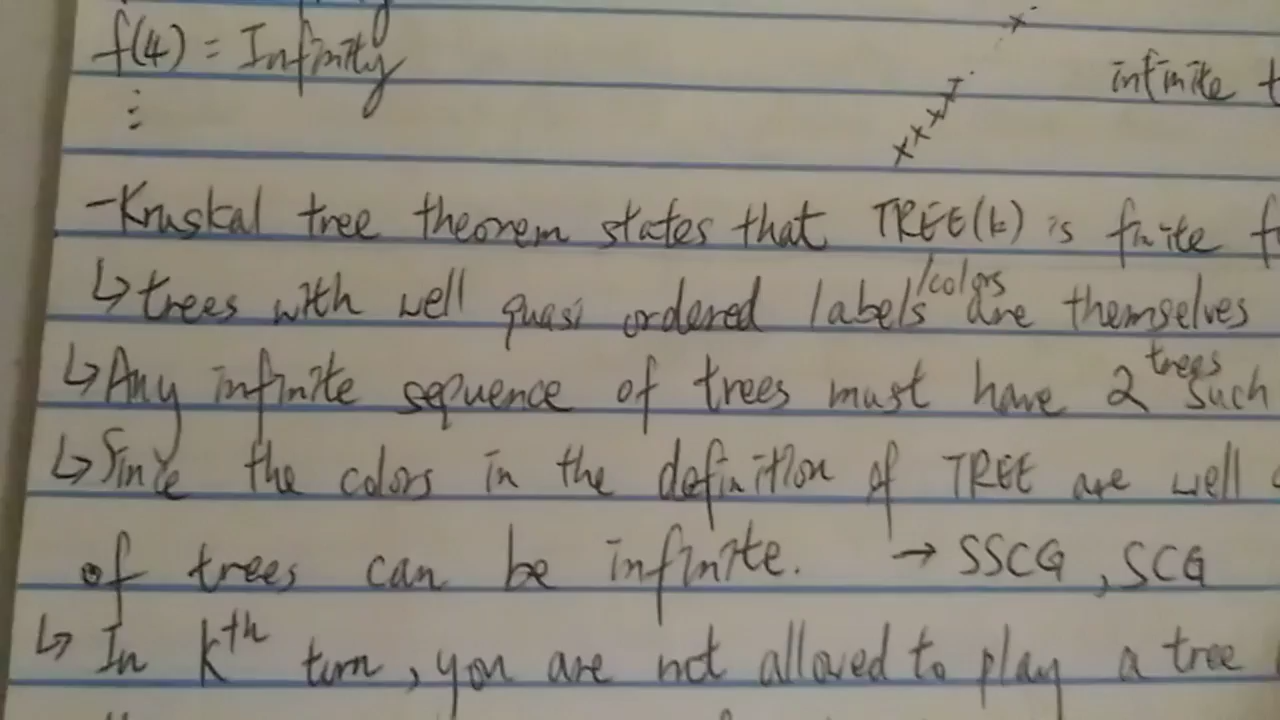 f(4) = Infinity
infinite t
:
-Kruskal tree theorem states that TREE(k) is finite f
↳ trees with well quasi ordered labels/colors are themselves
↳ Any infinite sequence of trees must have 2 trees such
↳ Since the colors in the definition of TREE are well
of trees can be infinite. → SSCG, SCG
↳ In kth turn, you are not allowed to play a tree